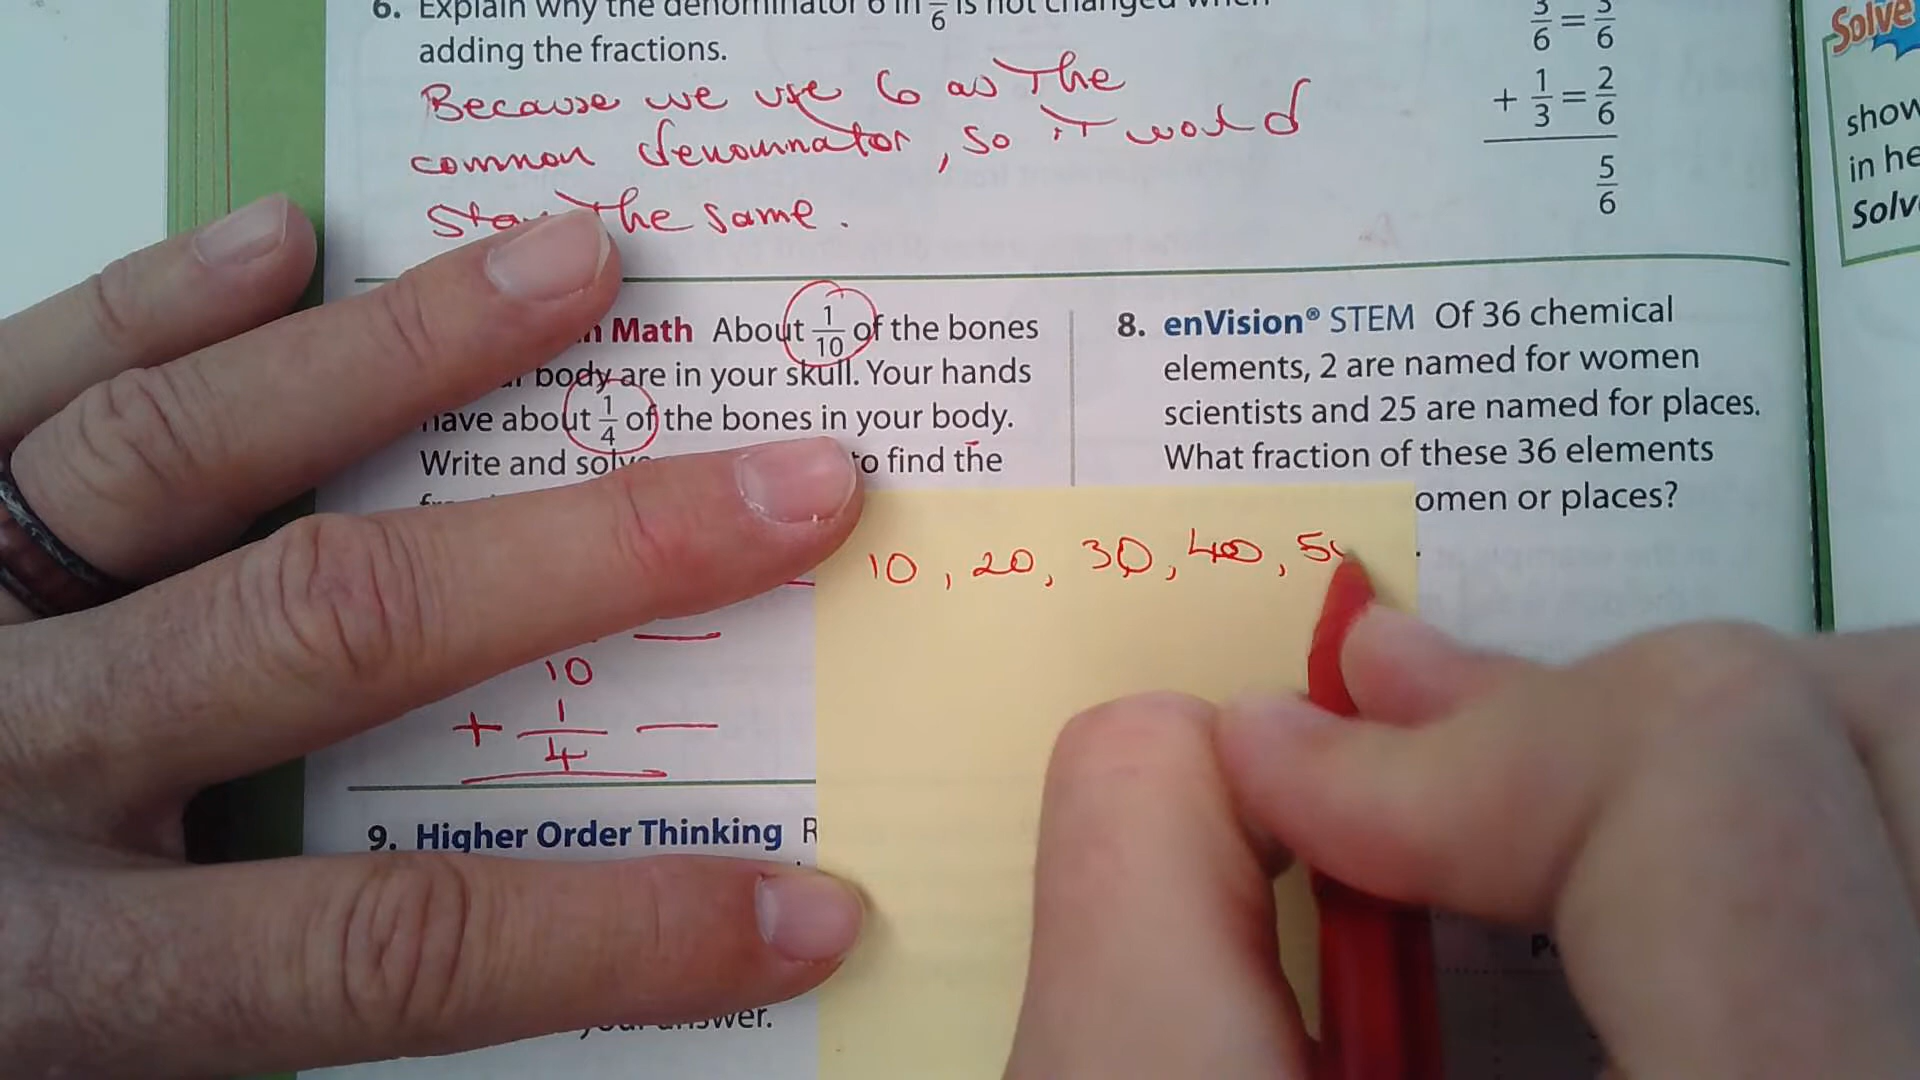 6. Explain why the denominator 6 in /6 is not changed when
adding the fractions.
Because we use 6 as the
common denomnator, so it would
stay the same.
3/6 = 3/6
+ 1/3 = 2/6
5/6
Solve
show
in he
Solve
Math About 1/10 of the bones
body are in your skull. Your hands
have about 1/4 of the bones in your body.
Write and solve to find the
8. enVision® STEM Of 36 chemical
elements, 2 are named for women
scientists and 25 are named for places.
What fraction of these 36 elements
omen or places?
10, 20, 30, 40, 50
10
+ 1/4
9. Higher Order Thinking R
your answer.